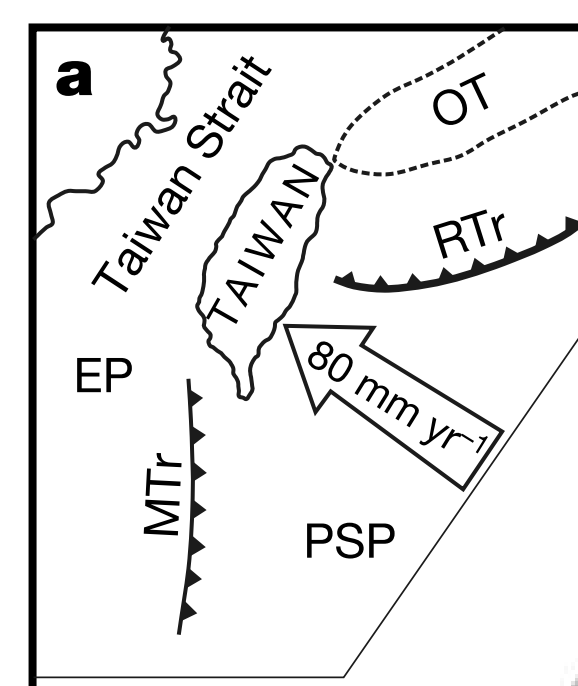 a
Taiwan Strait
OT
TAIWAN
RTr
EP
80 mm yr⁻¹
MTr
PSP